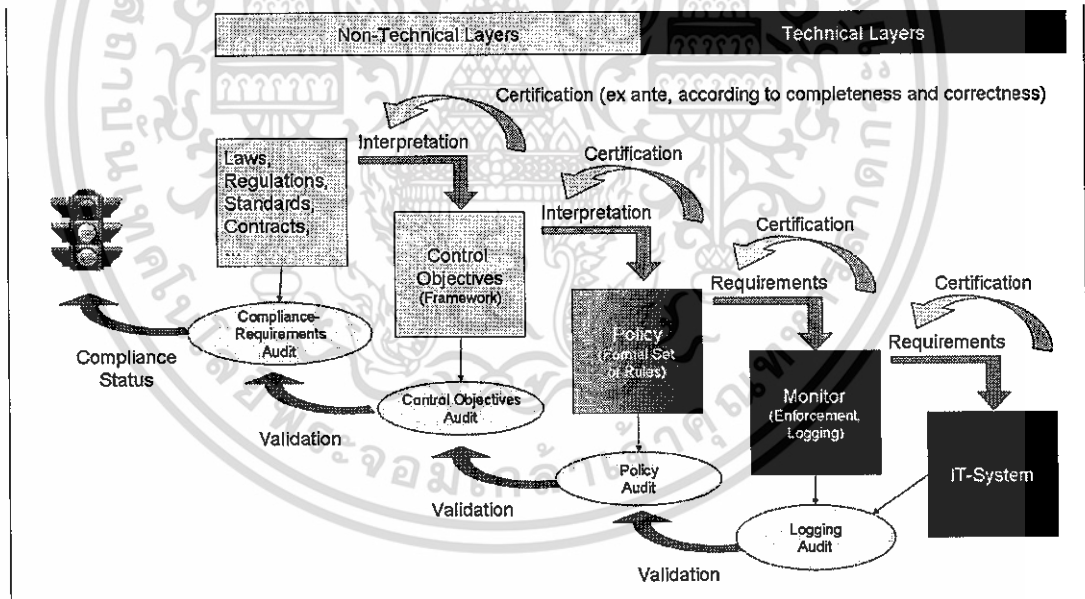 Non-Technical Layers
Technical Layers
Certification (ex ante, according to completeness and correctness)
Interpretation
Laws,
Regulations,
Standards,
Contracts,
...
Certification
Interpretation
Control
Objectives
(Framework)
Certification
Requirements
Policy
(Formal Set
of Rules)
Certification
Requirements
Monitor
(Enforcement,
Logging)
IT-System
Compliance-
Requirements
Audit
Compliance
Status
Control Objectives
Audit
Validation
Policy
Audit
Validation
Logging
Audit
Validation